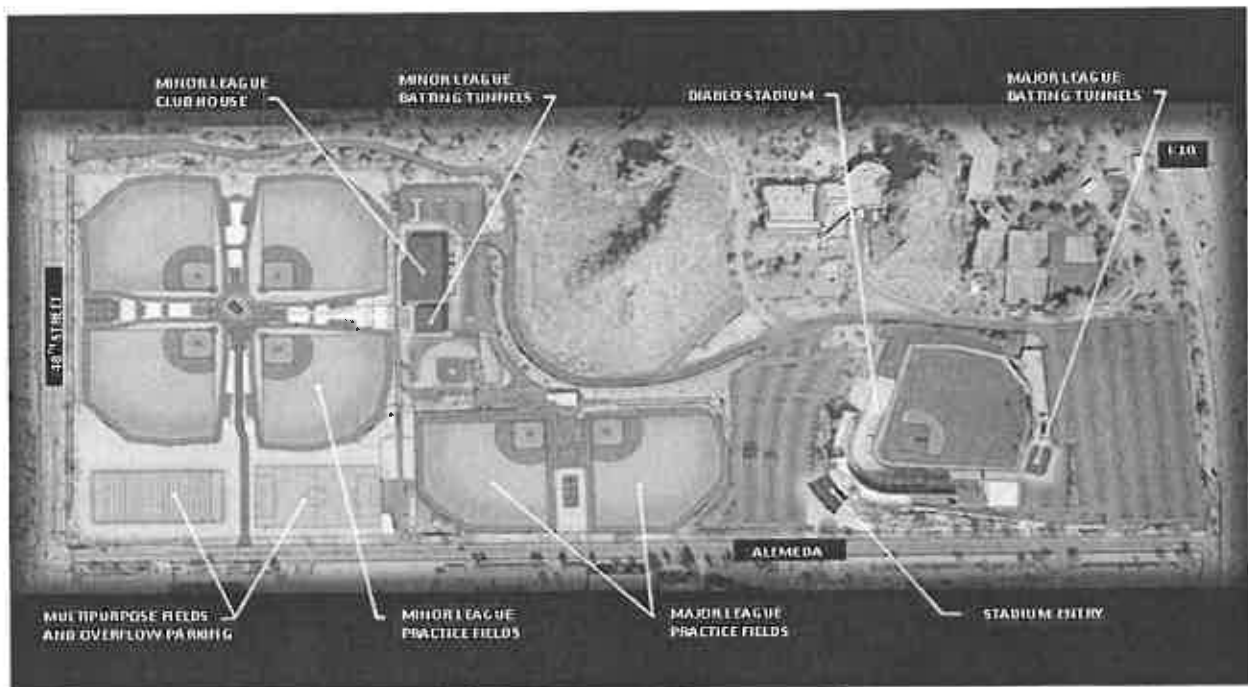 MINOR LEAGUE
CLUB HOUSE
MINOR LEAGUE
BATTING TUNNELS
DIABLO STADIUM
MAJOR LEAGUE
BATTING TUNNELS
I-10
48TH STREET
ALEMEDA
MULTIPURPOSE FIELDS
AND OVERFLOW PARKING
MINOR LEAGUE
PRACTICE FIELDS
MAJOR LEAGUE
PRACTICE FIELDS
STADIUM ENTRY